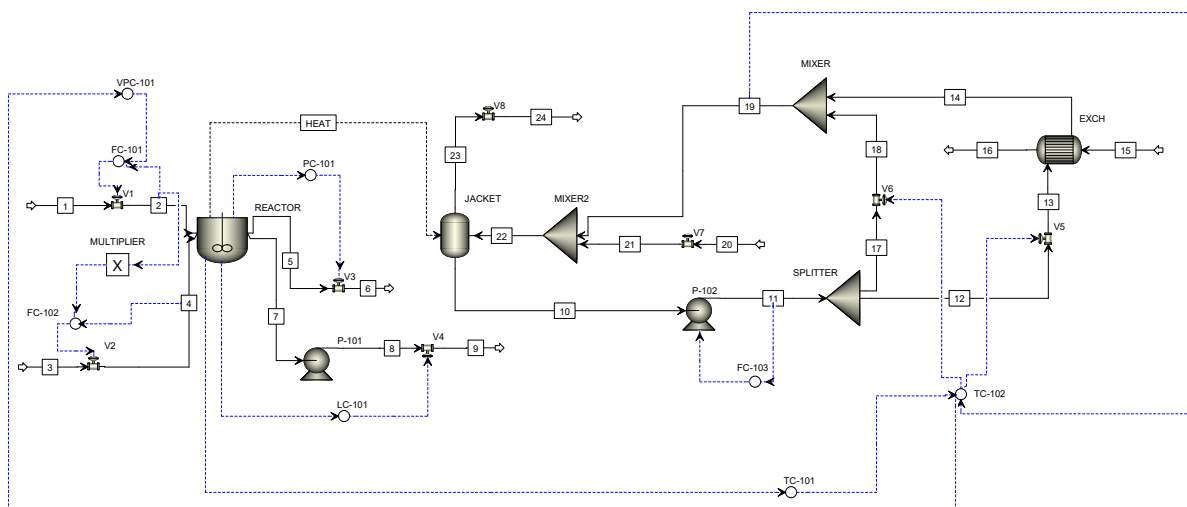 MIXER
19
14
VPC-101
V8
24
EXCH
HEAT
FC-101
23
18
16
15
PC-101
V1
JACKET
MIXER2
V6
13
1
2
REACTOR
22
21
V7
20
V5
MULTIPLIER
17
X
5
V3
SPLITTER
6
4
P-102
11
12
FC-102
7
10
V2
P-101
V4
3
8
9
FC-103
TC-102
LC-101
TC-101